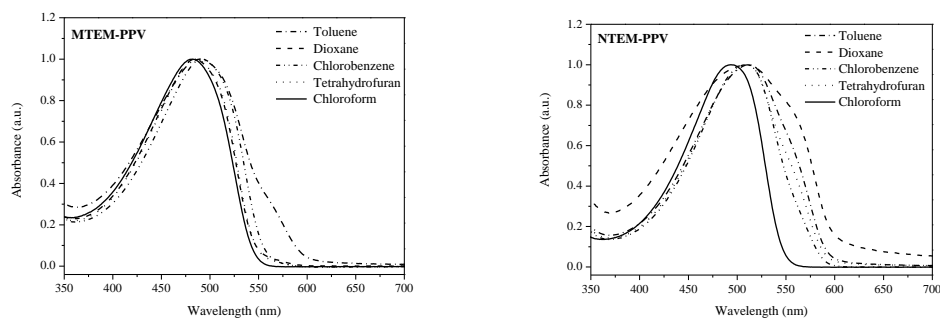 MTEM-PPV
Toluene
Dioxane
Chlorobenzene
Tetrahydrofuran
Chloroform
Absorbance (a.u.)
1.2
1.0
0.8
0.6
0.4
0.2
0.0
350 400 450 500 550 600 650 700
Wavelength (nm)
NTEM-PPV
Toluene
Dioxane
Chlorobenzene
Tetrahydrofuran
Chloroform
Absorbance (a.u.)
1.2
1.0
0.8
0.6
0.4
0.2
0.0
350 400 450 500 550 600 650 700
Wavelength (nm)